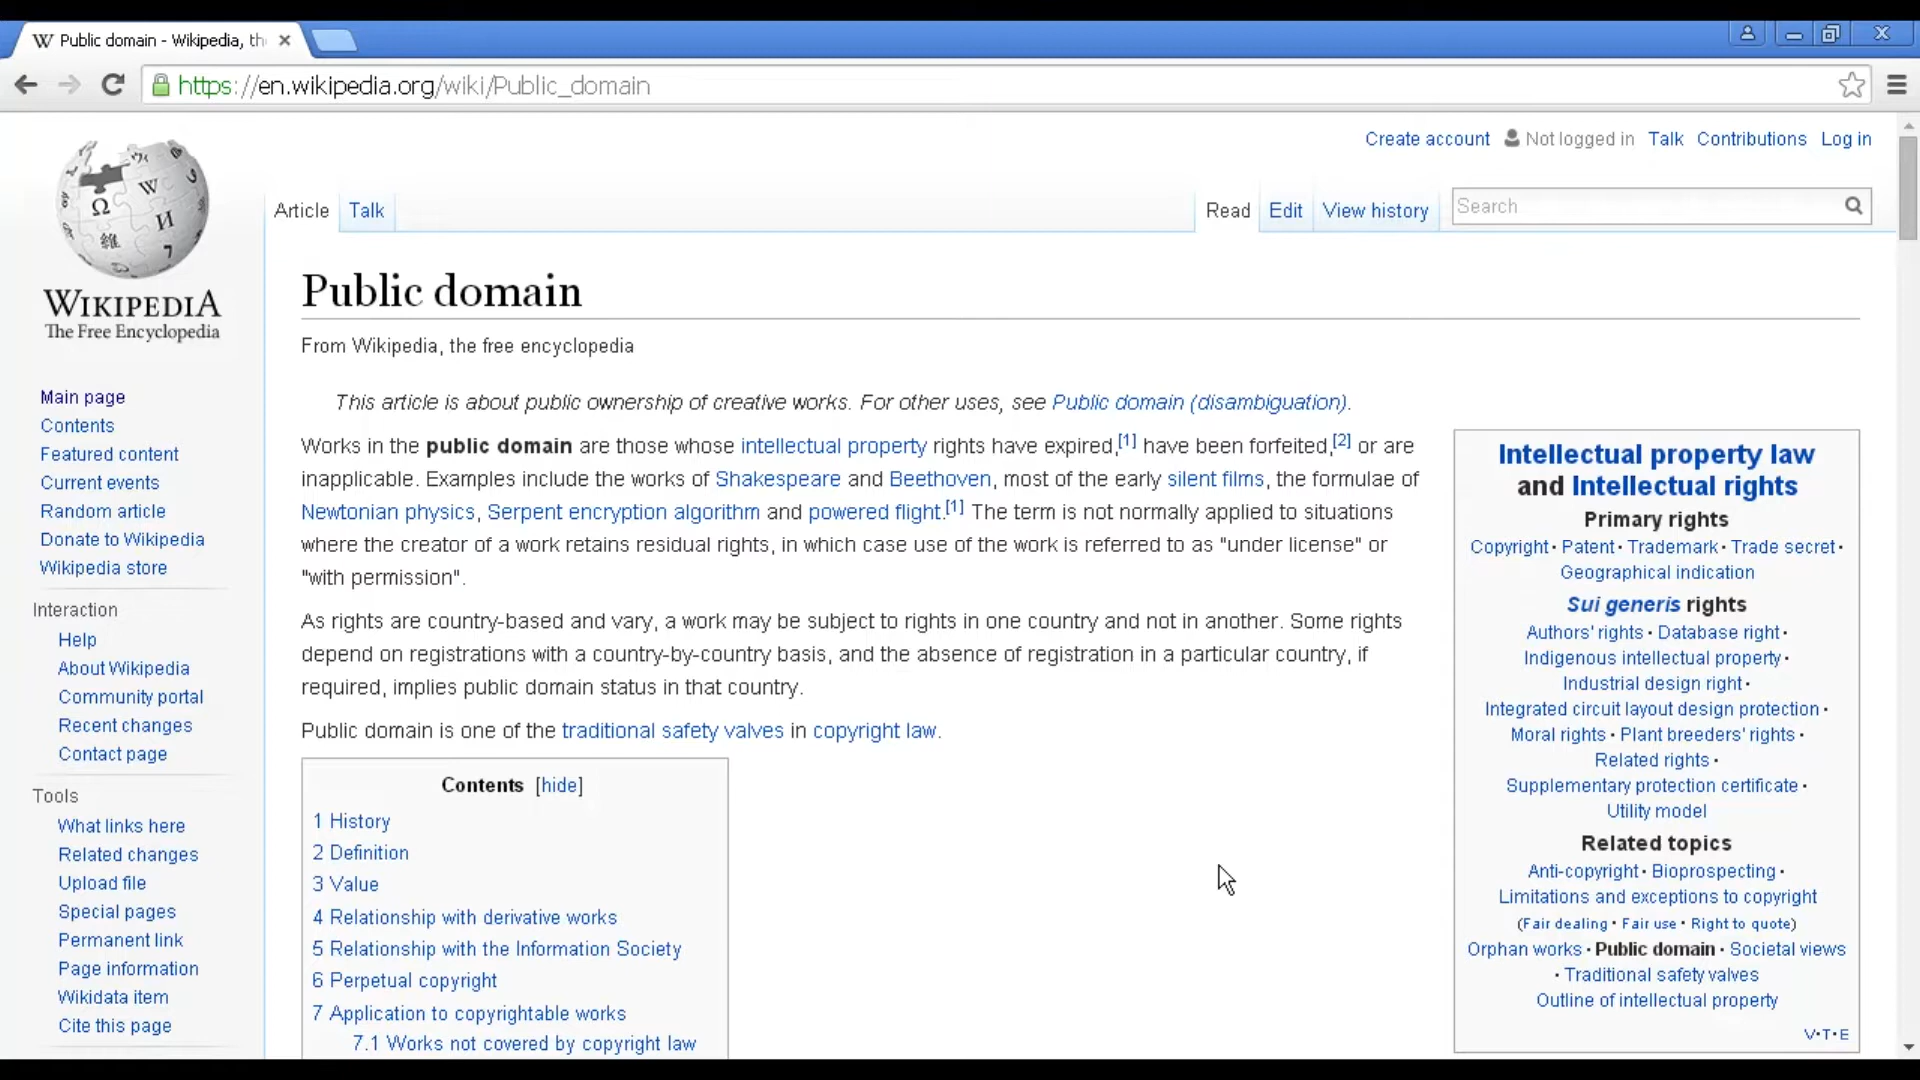 Public domain - Wikipedia, th
https://en.wikipedia.org/wiki/Public_domain
Create account Not logged in Talk Contributions Log in
Article Talk Read Edit View history Search
WIKIPEDIA
The Free Encyclopedia
Main page
Contents
Featured content
Current events
Random article
Donate to Wikipedia
Wikipedia store
Interaction
Help
About Wikipedia
Community portal
Recent changes
Contact page
Tools
What links here
Related changes
Upload file
Special pages
Permanent link
Page information
Wikidata item
Cite this page
Public domain
From Wikipedia, the free encyclopedia
This article is about public ownership of creative works. For other uses, see Public domain (disambiguation).
Works in the public domain are those whose intellectual property rights have expired,[1] have been forfeited,[2] or are
inapplicable. Examples include the works of Shakespeare and Beethoven, most of the early silent films, the formulae of
Newtonian physics, Serpent encryption algorithm and powered flight.[1] The term is not normally applied to situations
where the creator of a work retains residual rights, in which case use of the work is referred to as "under license" or
"with permission".
As rights are country-based and vary, a work may be subject to rights in one country and not in another. Some rights
depend on registrations with a country-by-country basis, and the absence of registration in a particular country, if
required, implies public domain status in that country.
Public domain is one of the traditional safety valves in copyright law.
Contents [hide]
1 History
2 Definition
3 Value
4 Relationship with derivative works
5 Relationship with the Information Society
6 Perpetual copyright
7 Application to copyrightable works
7.1 Works not covered by copyright law
Intellectual property law
and Intellectual rights
Primary rights
Copyright · Patent · Trademark · Trade secret ·
Geographical indication
Sui generis rights
Authors' rights · Database right ·
Indigenous intellectual property ·
Industrial design right ·
Integrated circuit layout design protection ·
Moral rights · Plant breeders' rights ·
Related rights ·
Supplementary protection certificate ·
Utility model
Related topics
Anti-copyright · Bioprospecting ·
Limitations and exceptions to copyright
(Fair dealing · Fair use · Right to quote)
Orphan works · Public domain · Societal views
· Traditional safety valves
Outline of intellectual property
V·T·E